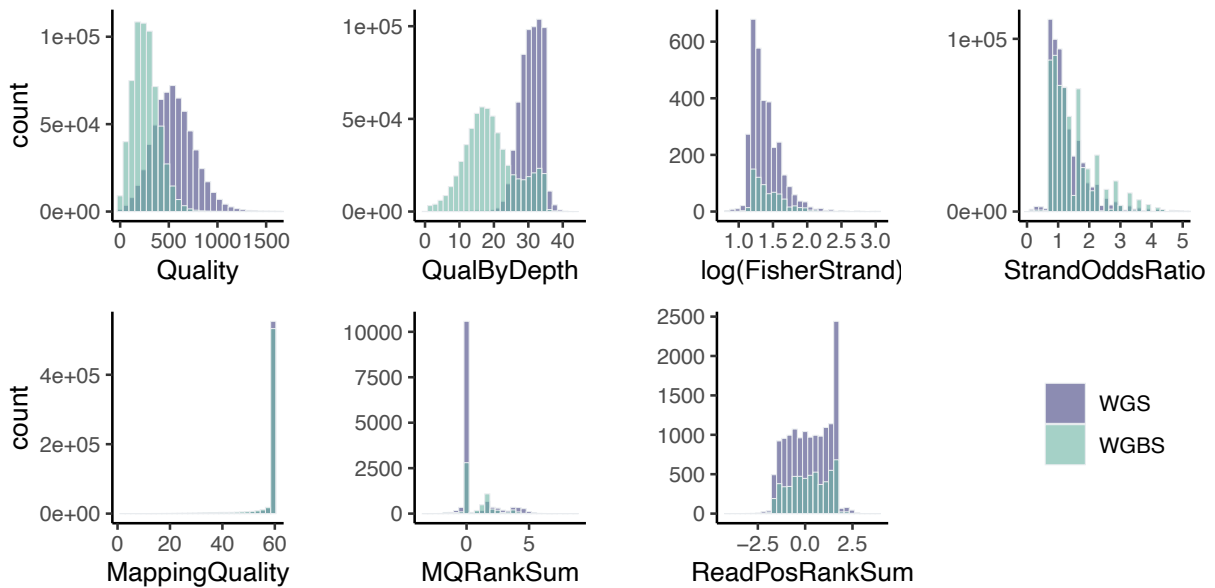 count
1e+05
5e+04
0e+00
0 500 1000 1500
Quality
1e+05
5e+04
0e+00
0 10 20 30 40
QualByDepth
600
400
200
0
1.0 1.5 2.0 2.5 3.0
log(FisherStrand)
1e+05
0e+00
0 1 2 3 4 5
StrandOddsRatio
count
4e+05
2e+05
0e+00
0 20 40 60
MappingQuality
10000
7500
5000
2500
0
0 5
MQRankSum
2500
2000
1500
1000
500
0
−2.5 0.0 2.5
ReadPosRankSum
WGS
WGBS